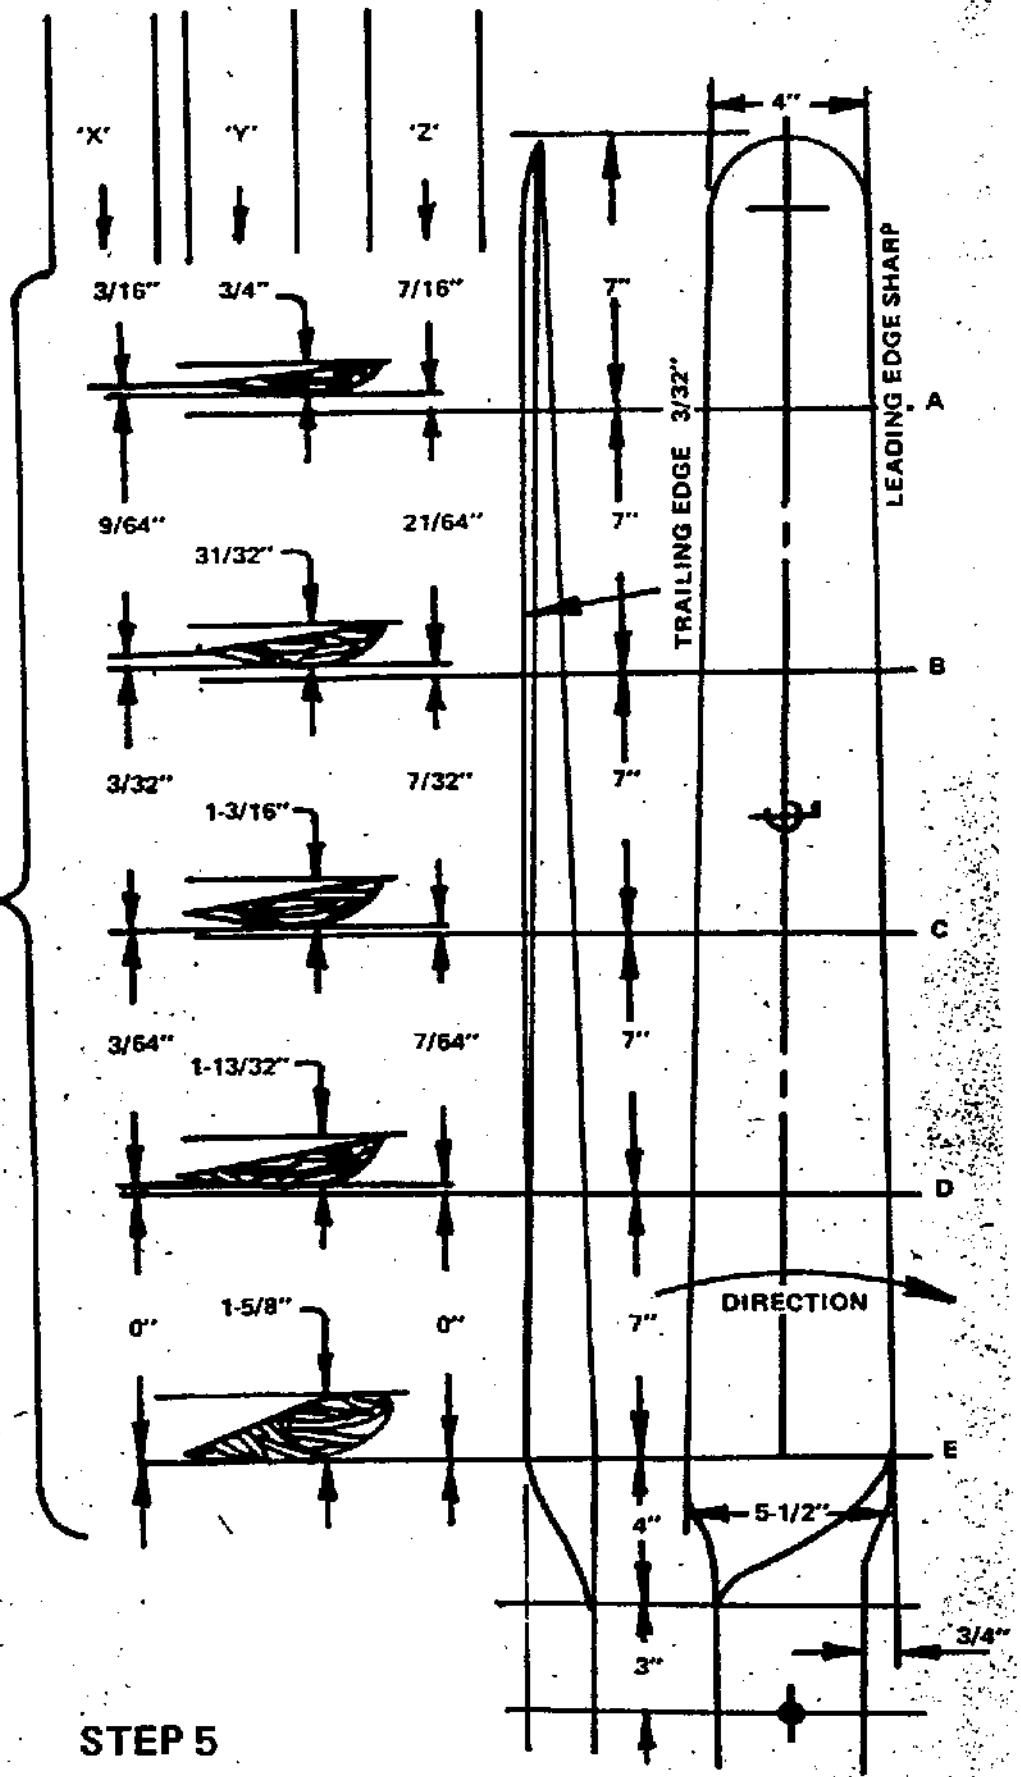 4"
'X' 'Y' 'Z'
3/16" 3/4" 7/16" 7"
LEADING EDGE SHARP
A
TRAILING EDGE 3/32"
9/64" 21/64" 7"
31/32"
B
3/32" 7/32" 7"
1-3/16"
C
3/64" 7/64" 7"
1-13/32"
D
DIRECTION
0" 1-5/8" 0" 7"
E
4" 5-1/2"
3" 3/4"
STEP 5